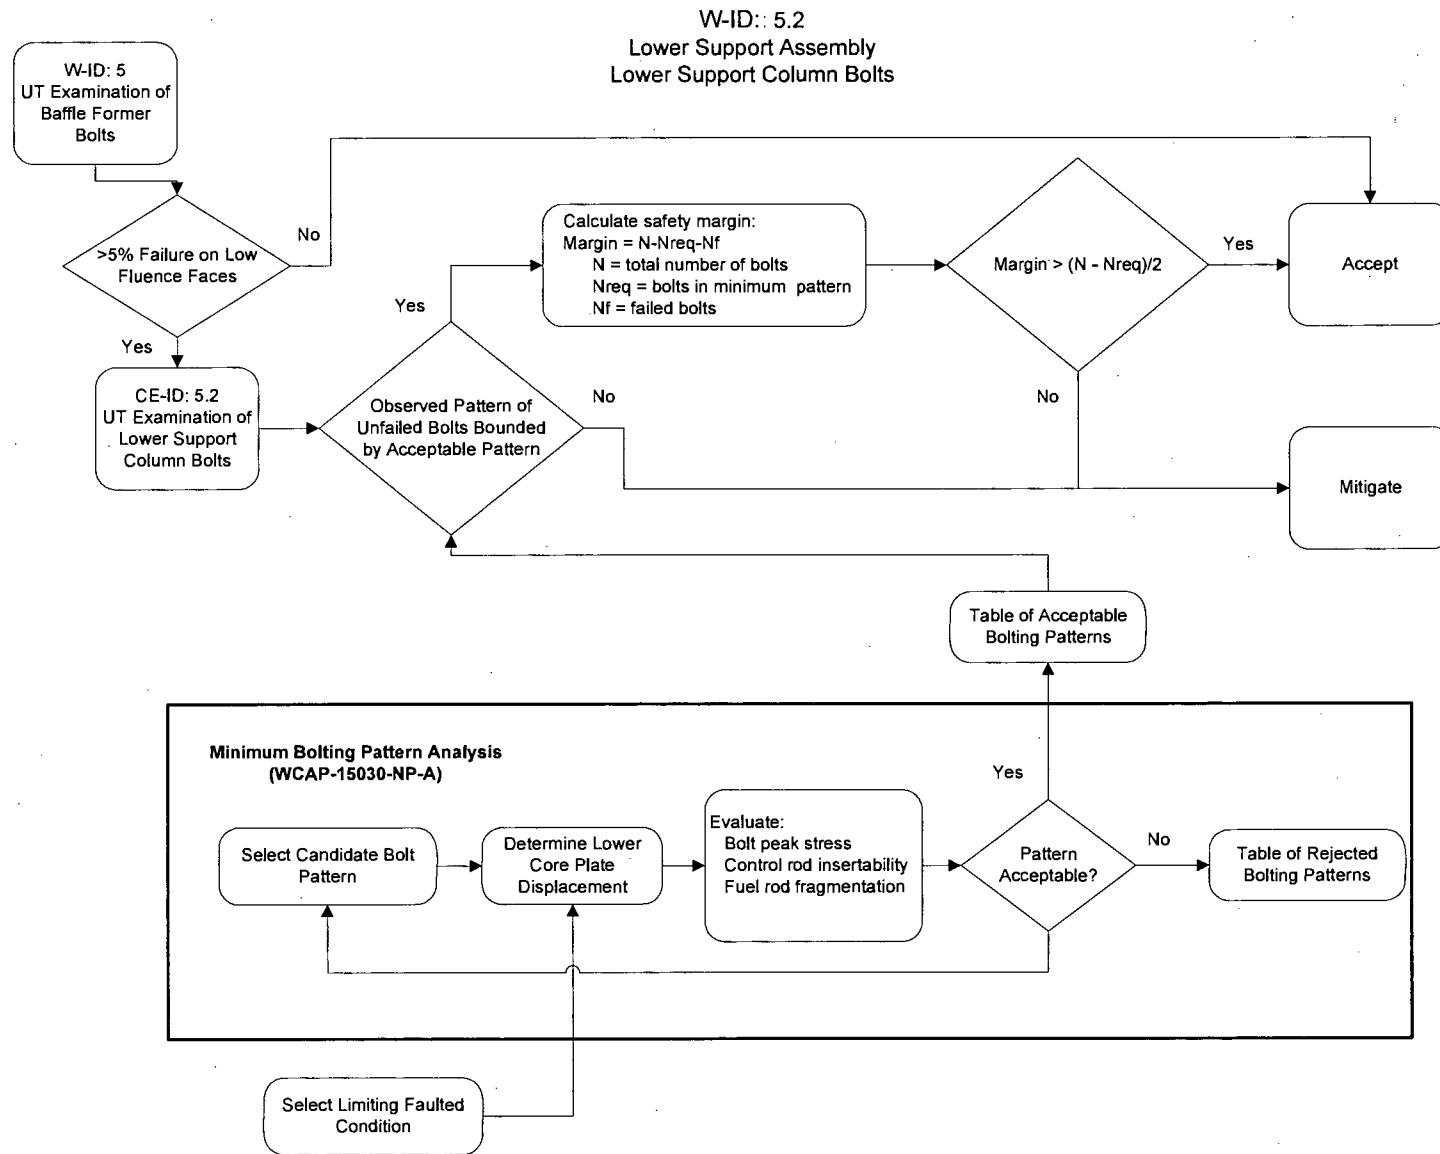 W-ID: 5.2
Lower Support Assembly
Lower Support Column Bolts
W-ID: 5
UT Examination of
Baffle Former
Bolts
>5% Failure on Low
Fluence Faces
No
Yes
CE-ID: 5.2
UT Examination of
Lower Support
Column Bolts
Observed Pattern of
Unfailed Bolts Bounded
by Acceptable Pattern
Yes
No
Calculate safety margin:
Margin = N-Nreq-Nf
N = total number of bolts
Nreq = bolts in minimum pattern
Nf = failed bolts
Margin > (N - Nreq)/2
Yes
No
Accept
Mitigate
Table of Acceptable
Bolting Patterns
Minimum Bolting Pattern Analysis
(WCAP-15030-NP-A)
Select Candidate Bolt
Pattern
Determine Lower
Core Plate
Displacement
Evaluate:
Bolt peak stress
Control rod insertability
Fuel rod fragmentation
Pattern
Acceptable?
Yes
No
Table of Rejected
Bolting Patterns
Select Limiting Faulted
Condition